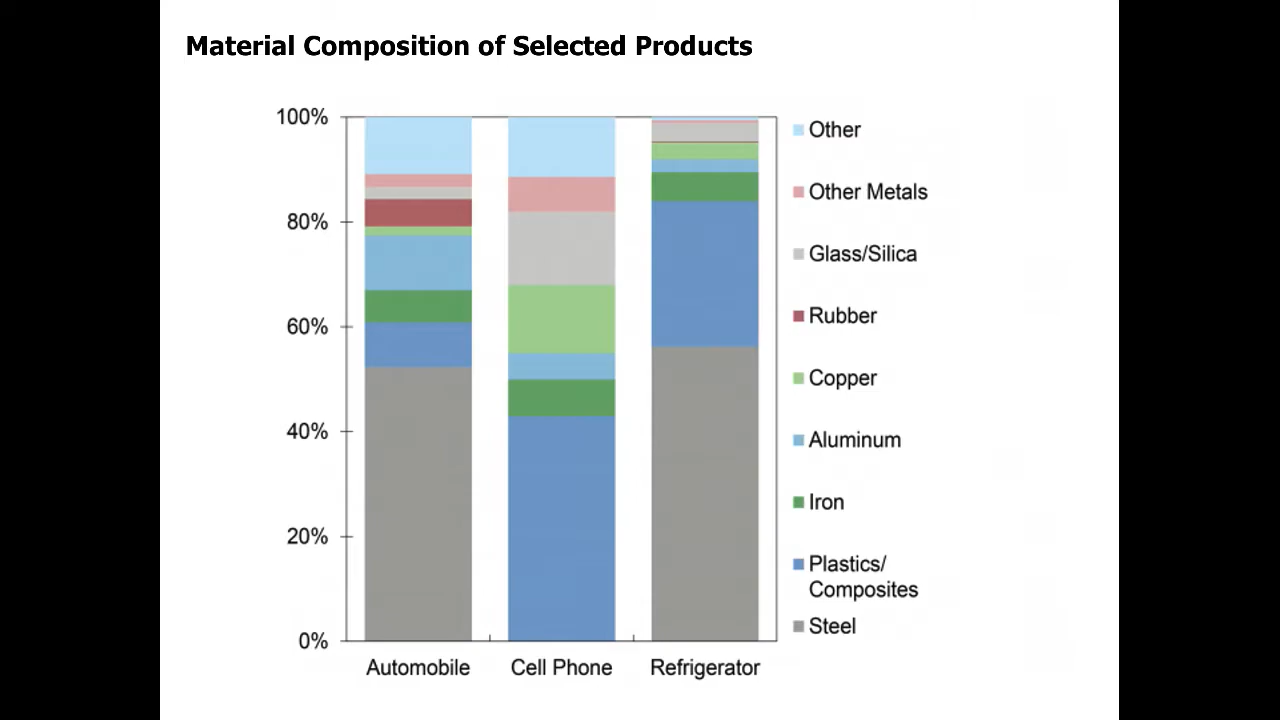 Material Composition of Selected Products
100%
80%
60%
40%
20%
0%
Automobile
Cell Phone
Refrigerator
Other
Other Metals
Glass/Silica
Rubber
Copper
Aluminum
Iron
Plastics/
Composites
Steel